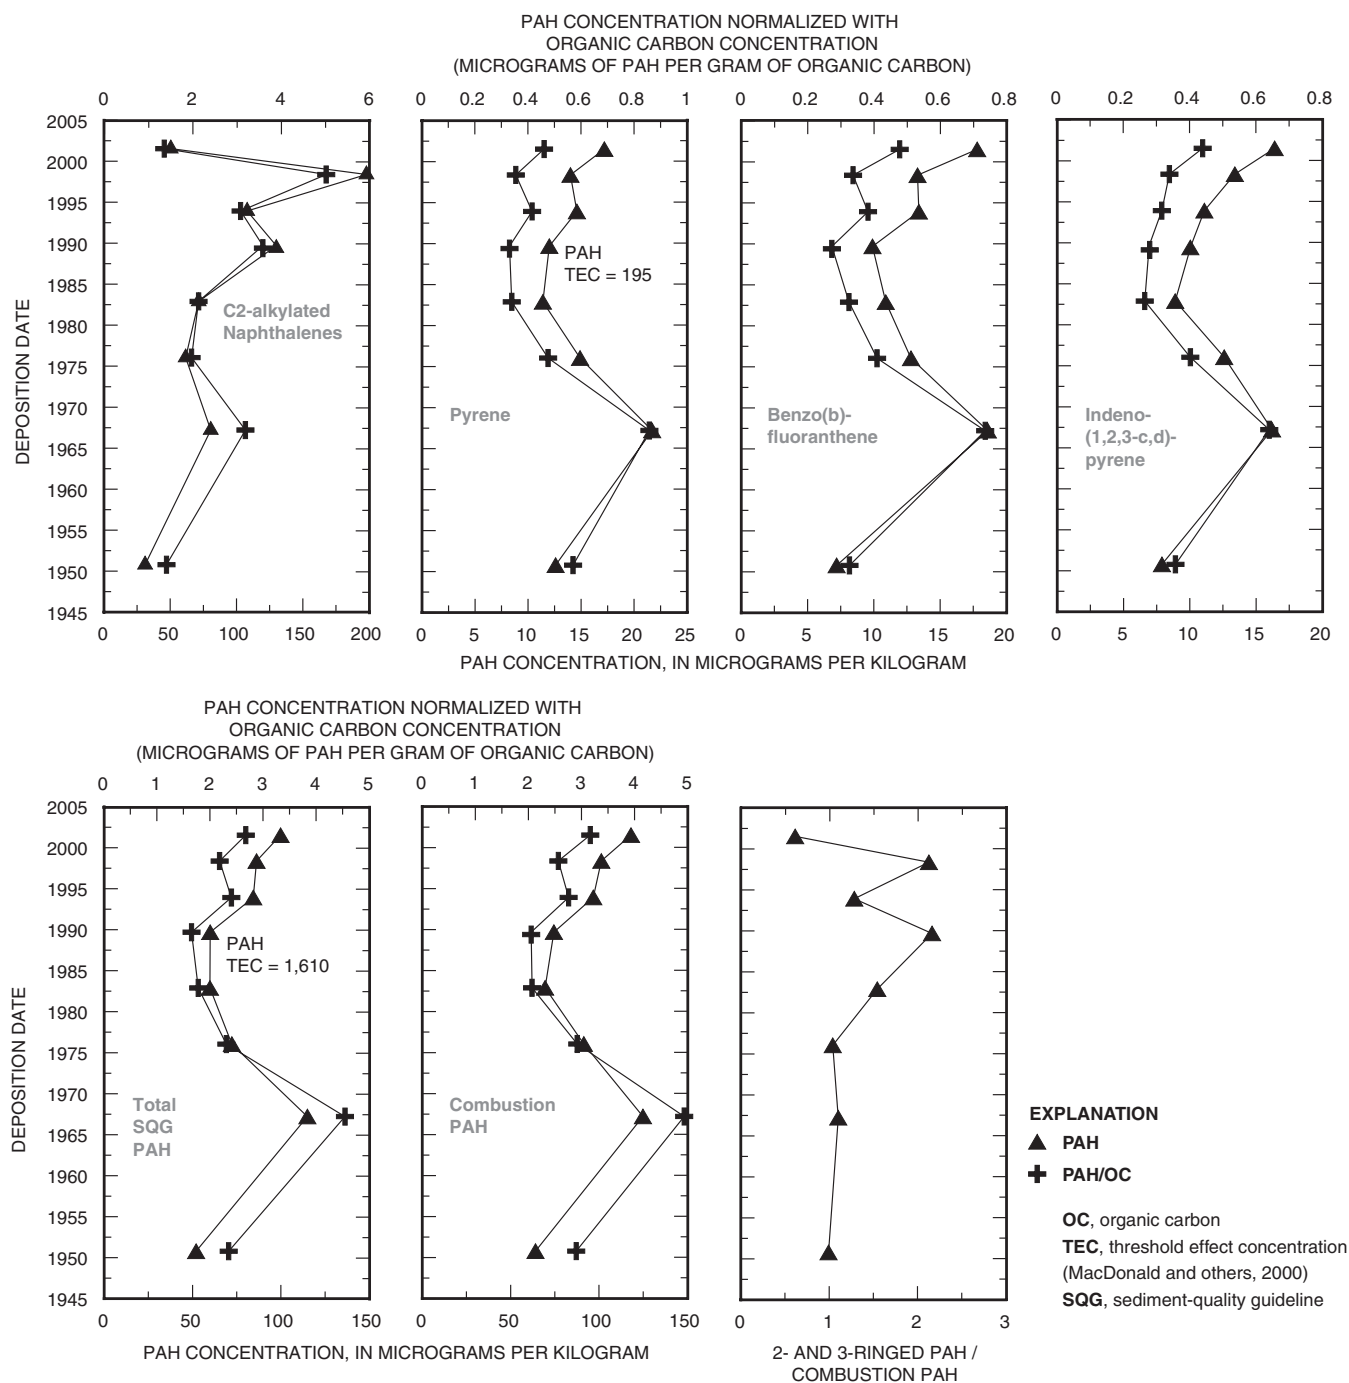 PAH CONCENTRATION NORMALIZED WITH
ORGANIC CARBON CONCENTRATION
(MICROGRAMS OF PAH PER GRAM OF ORGANIC CARBON)
0 2 4 6 0 0.2 0.4 0.6 0.8 1 0 0.2 0.4 0.6 0.8 0 0.2 0.4 0.6 0.8
DEPOSITION DATE
2005
2000
1995
1990
1985
1980
1975
1970
1965
1960
1955
1950
1945
C2-alkylated
Naphthalenes
PAH
TEC = 195
Pyrene
Benzo(b)-
fluoranthene
Indeno-
(1,2,3-c,d)-
pyrene
0 50 100 150 200 0 5 10 15 20 25 0 5 10 15 20 0 5 10 15 20
PAH CONCENTRATION, IN MICROGRAMS PER KILOGRAM
PAH CONCENTRATION NORMALIZED WITH
ORGANIC CARBON CONCENTRATION
(MICROGRAMS OF PAH PER GRAM OF ORGANIC CARBON)
0 1 2 3 4 5 0 1 2 3 4 5
DEPOSITION DATE
2005
2000
1995
1990
1985
1980
1975
1970
1965
1960
1955
1950
1945
PAH
TEC = 1,610
Total
SQG
PAH
Combustion
PAH
0 50 100 150 0 50 100 150 0 1 2 3
PAH CONCENTRATION, IN MICROGRAMS PER KILOGRAM
2- AND 3-RINGED PAH /
COMBUSTION PAH
EXPLANATION
PAH
PAH/OC
OC, organic carbon
TEC, threshold effect concentration
(MacDonald and others, 2000)
SQG, sediment-quality guideline